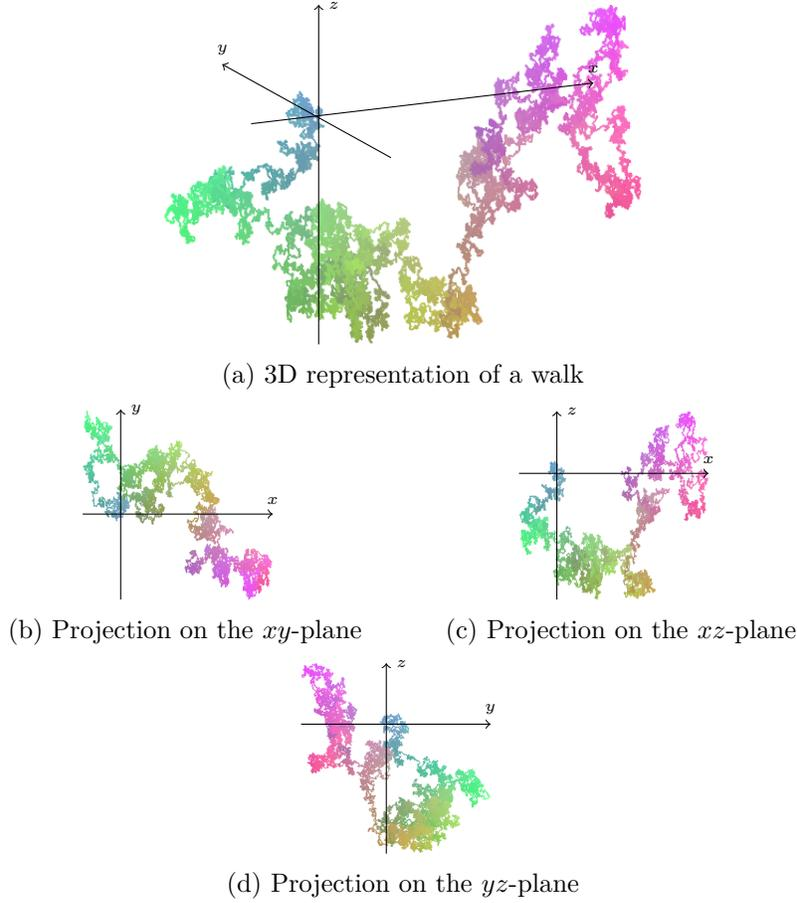 z
y
x
(a) 3D representation of a walk
y
x
z
x
(b) Projection on the xy-plane
(c) Projection on the xz-plane
z
y
(d) Projection on the yz-plane